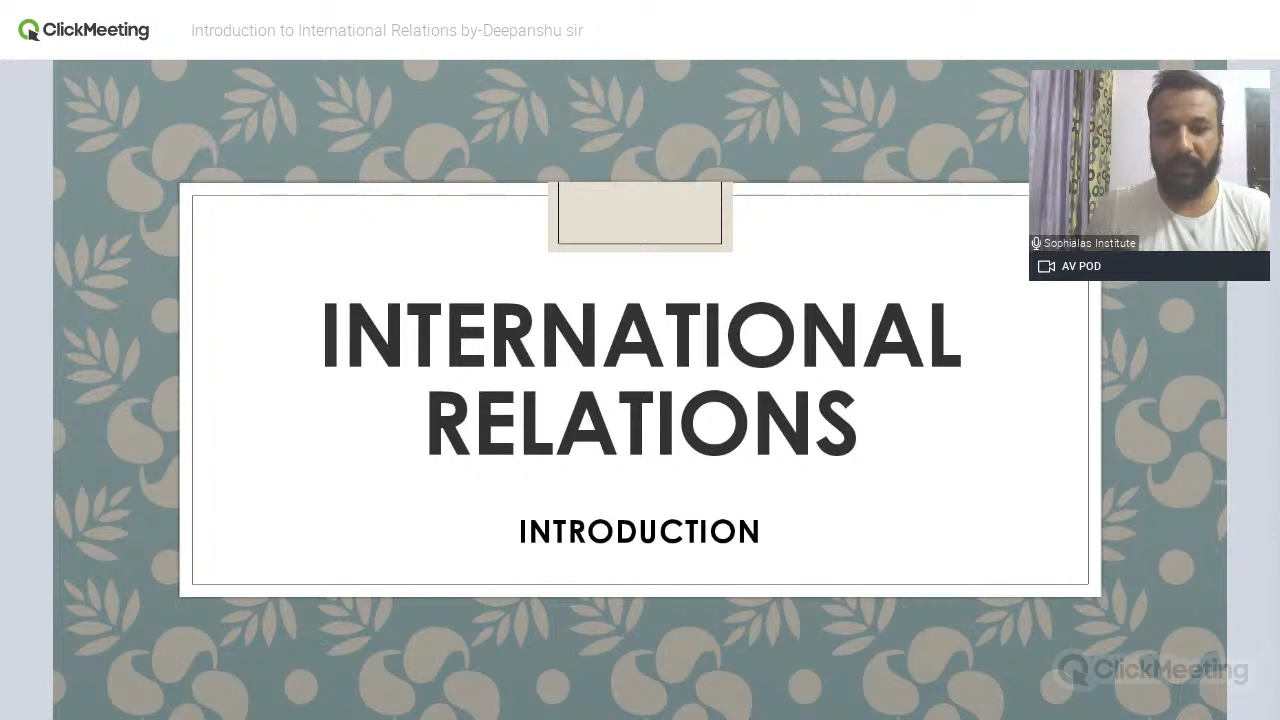 ClickMeeting
Introduction to International Relations by-Deepanshu sir
Sophialas Institute
AV POD
INTERNATIONAL
RELATIONS
INTRODUCTION
ClickMeeting